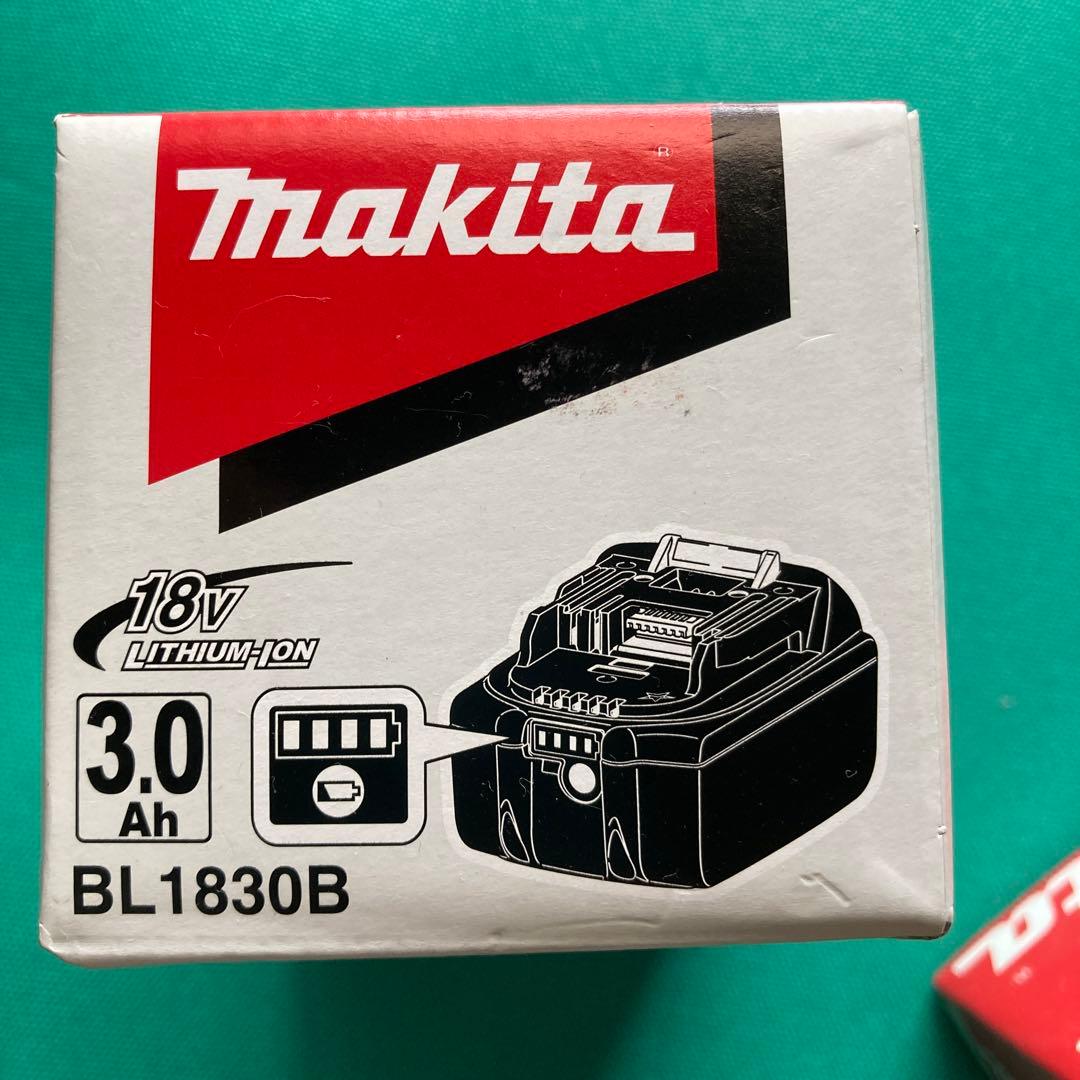 makita
R
18V
LITHIUM-ION
3.0
Ah
BL1830B